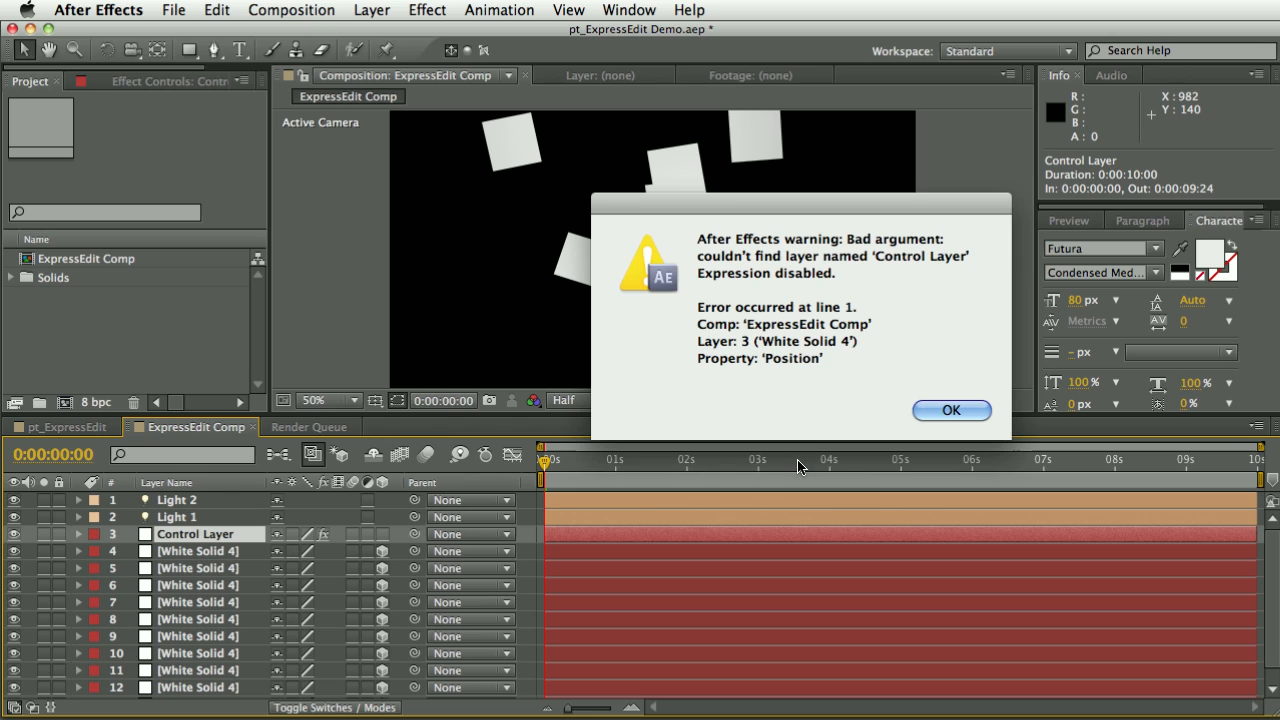 After Effects File Edit Composition Layer Effect Animation View Window Help
pt_ExpressEdit Demo.aep *
Workspace: Standard Search Help
Project Effect Controls: Contr
Composition: ExpressEdit Comp
Layer: (none)
Footage: (none)
Info Audio
ExpressEdit Comp
Active Camera
R: X: 982
G: Y: 140
B:
A: 0
Control Layer
Duration: 0:00:10:00
In: 0:00:00:00, Out: 0:00:09:24
Preview Paragraph Characte
Futura
Condensed Med...
80 px Auto
Metrics 0
- px
100% 100%
0 px 0%
Name
ExpressEdit Comp
Solids
8 bpc
50% 0:00:00:00 Half
After Effects warning: Bad argument:
couldn't find layer named 'Control Layer'
Expression disabled.
Error occurred at line 1.
Comp: 'ExpressEdit Comp'
Layer: 3 ('White Solid 4')
Property: 'Position'
OK
AE
pt_ExpressEdit ExpressEdit Comp Render Queue
0:00:00:00
:00s 01s 02s 03s 04s 05s 06s 07s 08s 09s 10s
# Layer Name Parent
1 Light 2 None
2 Light 1 None
3 Control Layer fx None
4 [White Solid 4] None
5 [White Solid 4] None
6 [White Solid 4] None
7 [White Solid 4] None
8 [White Solid 4] None
9 [White Solid 4] None
10 [White Solid 4] None
11 [White Solid 4] None
12 [White Solid 4] None
Toggle Switches / Modes